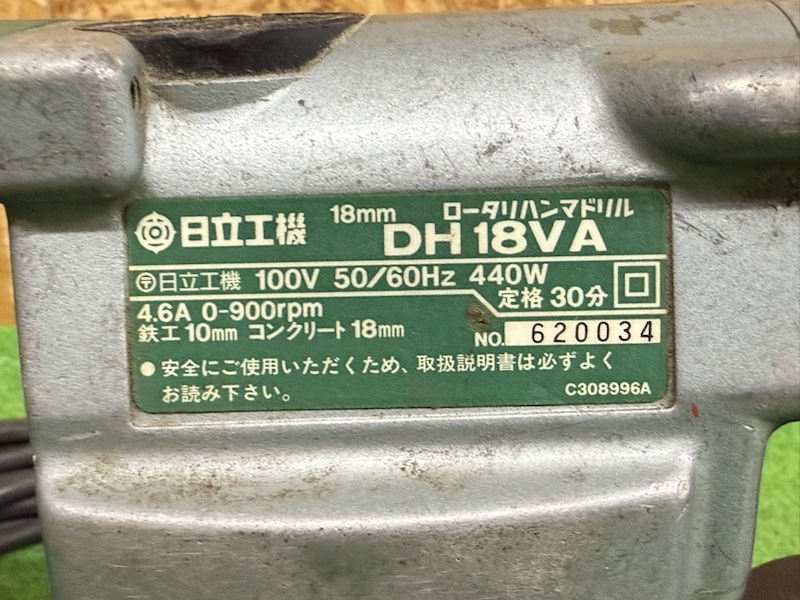 日立工機 18mm ロータリハンマドリル
DH 18VA
〒日立工機 100V 50/60Hz 440W
定格 30分
4.6A 0-900rpm
鉄工 10mm コンクリート 18mm
NO. 620034
●安全にご使用いただくため、取扱説明書は必ずよく
お読み下さい。
C308996A